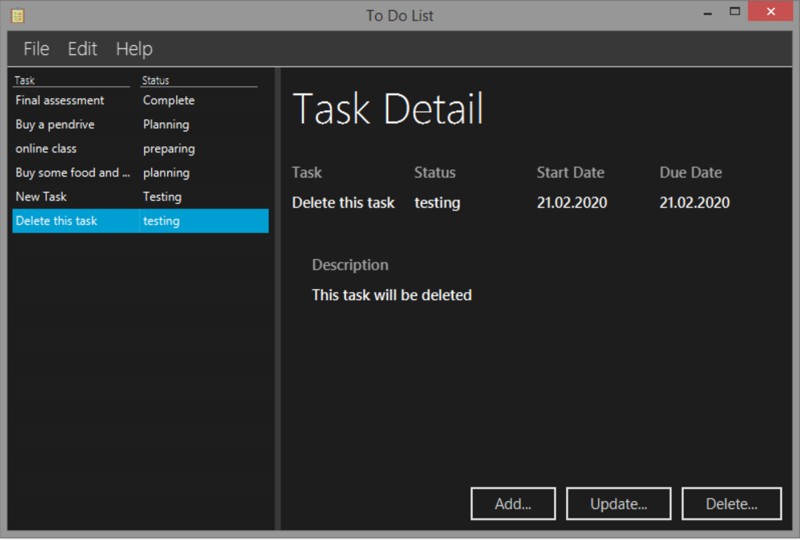 To Do List
File Edit Help
Task Status
Final assessment Complete
Buy a pendrive Planning
online class preparing
Buy some food and ... planning
New Task Testing
Delete this task testing
Task Detail
Task Status Start Date Due Date
Delete this task testing 21.02.2020 21.02.2020
Description
This task will be deleted
Add... Update... Delete...